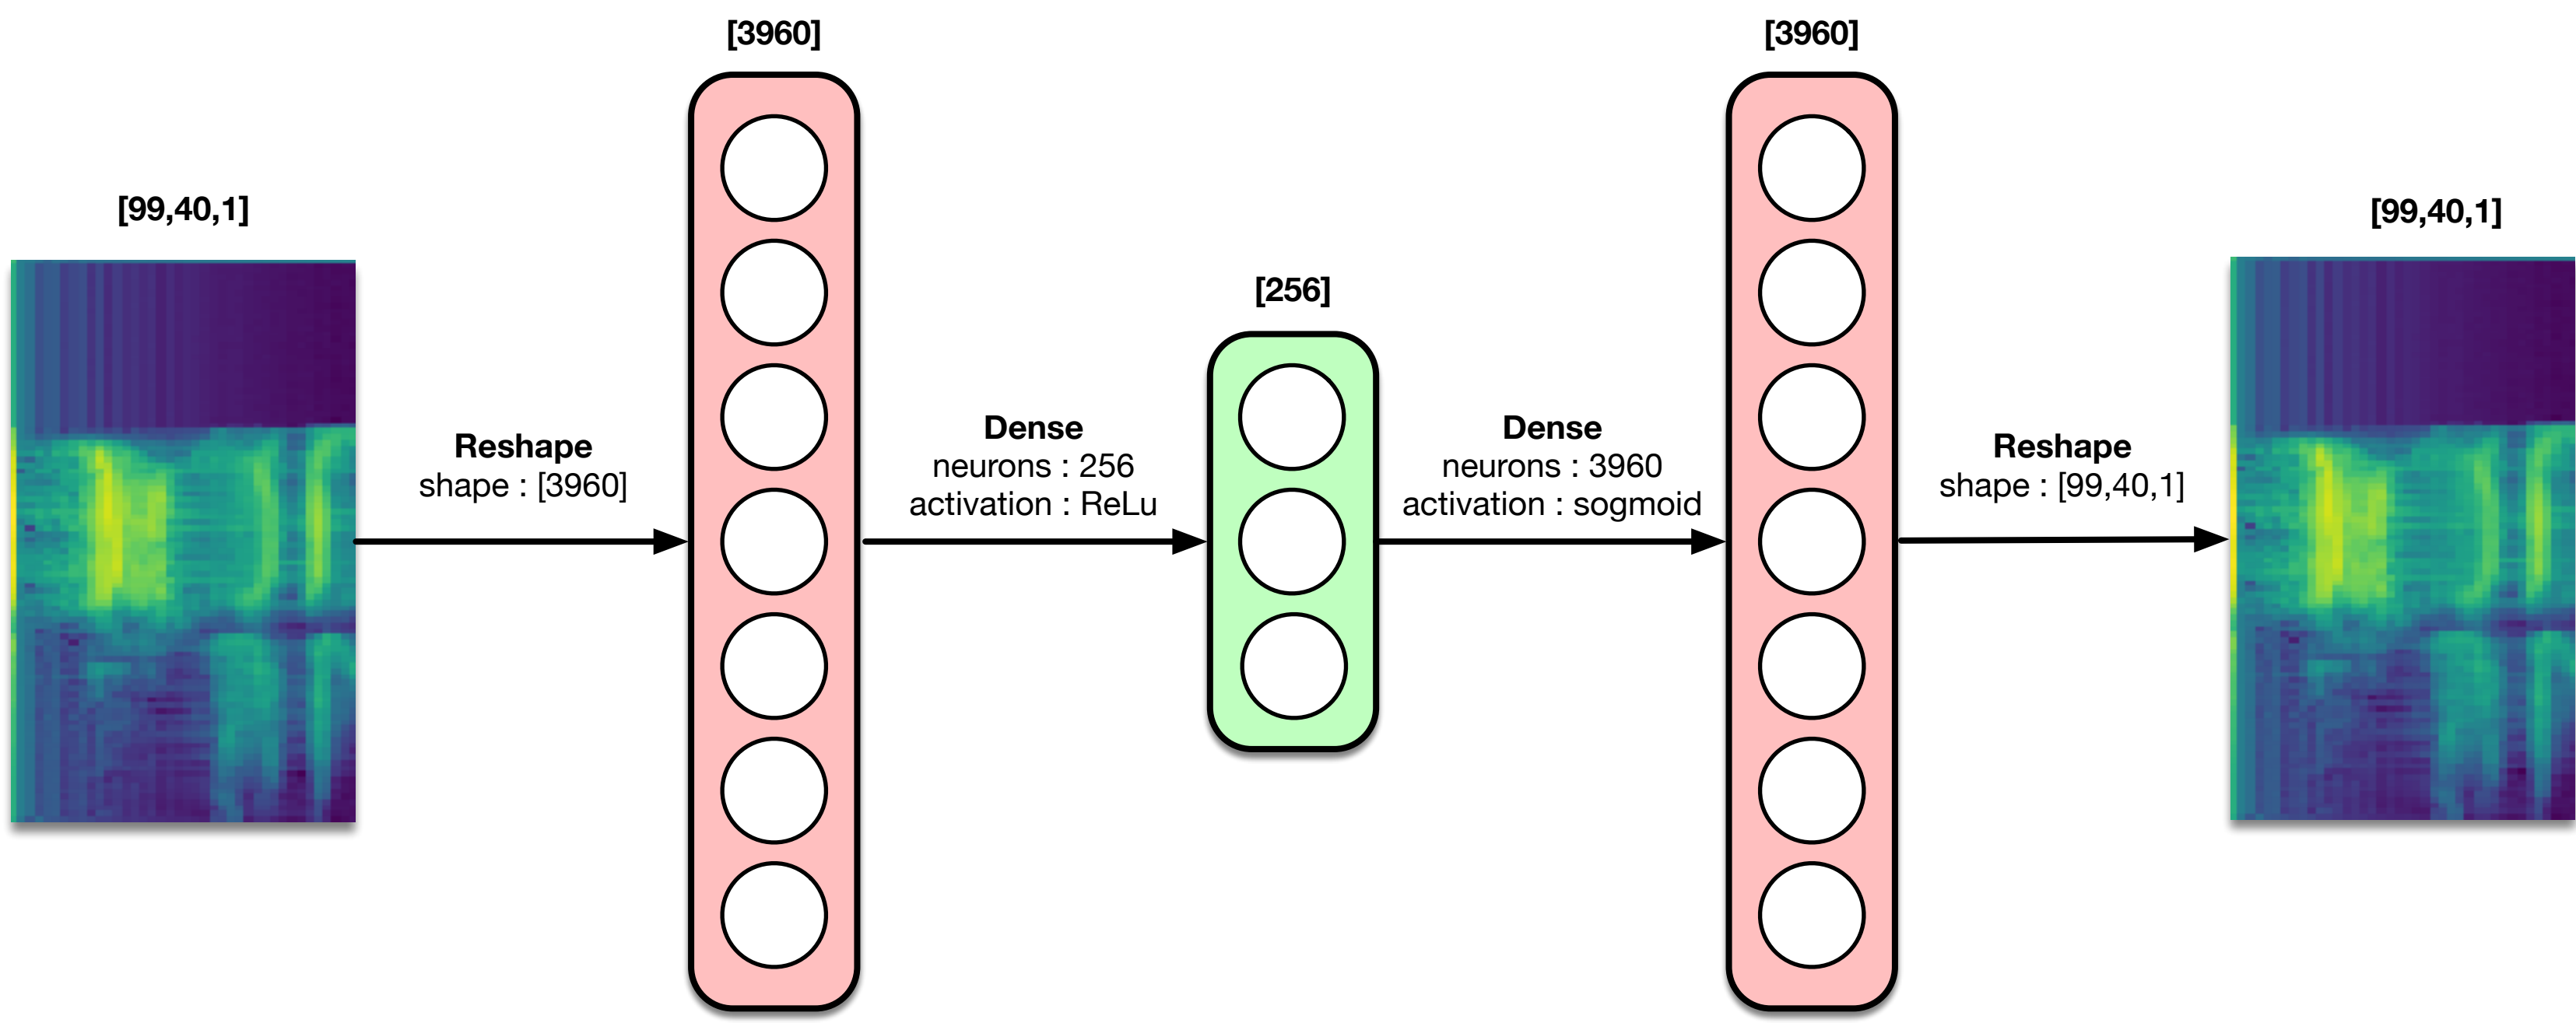 [99,40,1]
Reshape
shape : [3960]
[3960]
Dense
neurons : 256
activation : ReLu
[256]
Dense
neurons : 3960
activation : sogmoid
[3960]
Reshape
shape : [99,40,1]
[99,40,1]